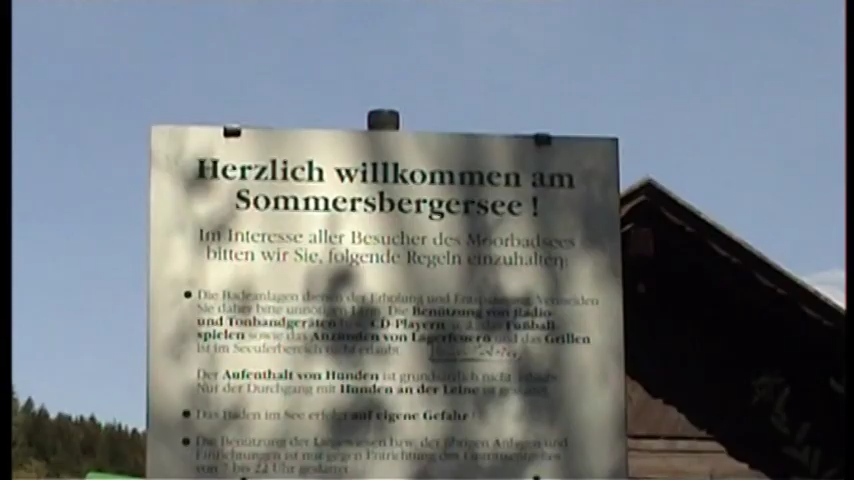 Herzlich willkommen am
Sommersbergersee !
Im Interesse aller Besucher des Moorbadsees
bitten wir Sie, folgende Regeln einzuhalten:
Die Badeanlagen dienen der Erholung und Entspannung. Vermeiden
Sie daher bitte unnötigen Lärm. Die Benützung von Radio-
und Tonbandgeräten bzw. CD-Playern u. ä., das Fußball-
spielen sowie das Anzünden von Lagerfeuern und das Grillen
ist im Seeuferbereich nicht erlaubt.
Der Aufenthalt von Hunden ist grundsätzlich nicht erlaubt.
Nur der Durchgang mit Hunden an der Leine ist gestattet.
Das Baden im See erfolgt auf eigene Gefahr!
Die Benützung der Liegewiesen bzw. der übrigen Anlagen und
Einrichtungen ist nur gegen Entrichtung des Eintrittsentgeltes
von 7 bis 22 Uhr gestattet.